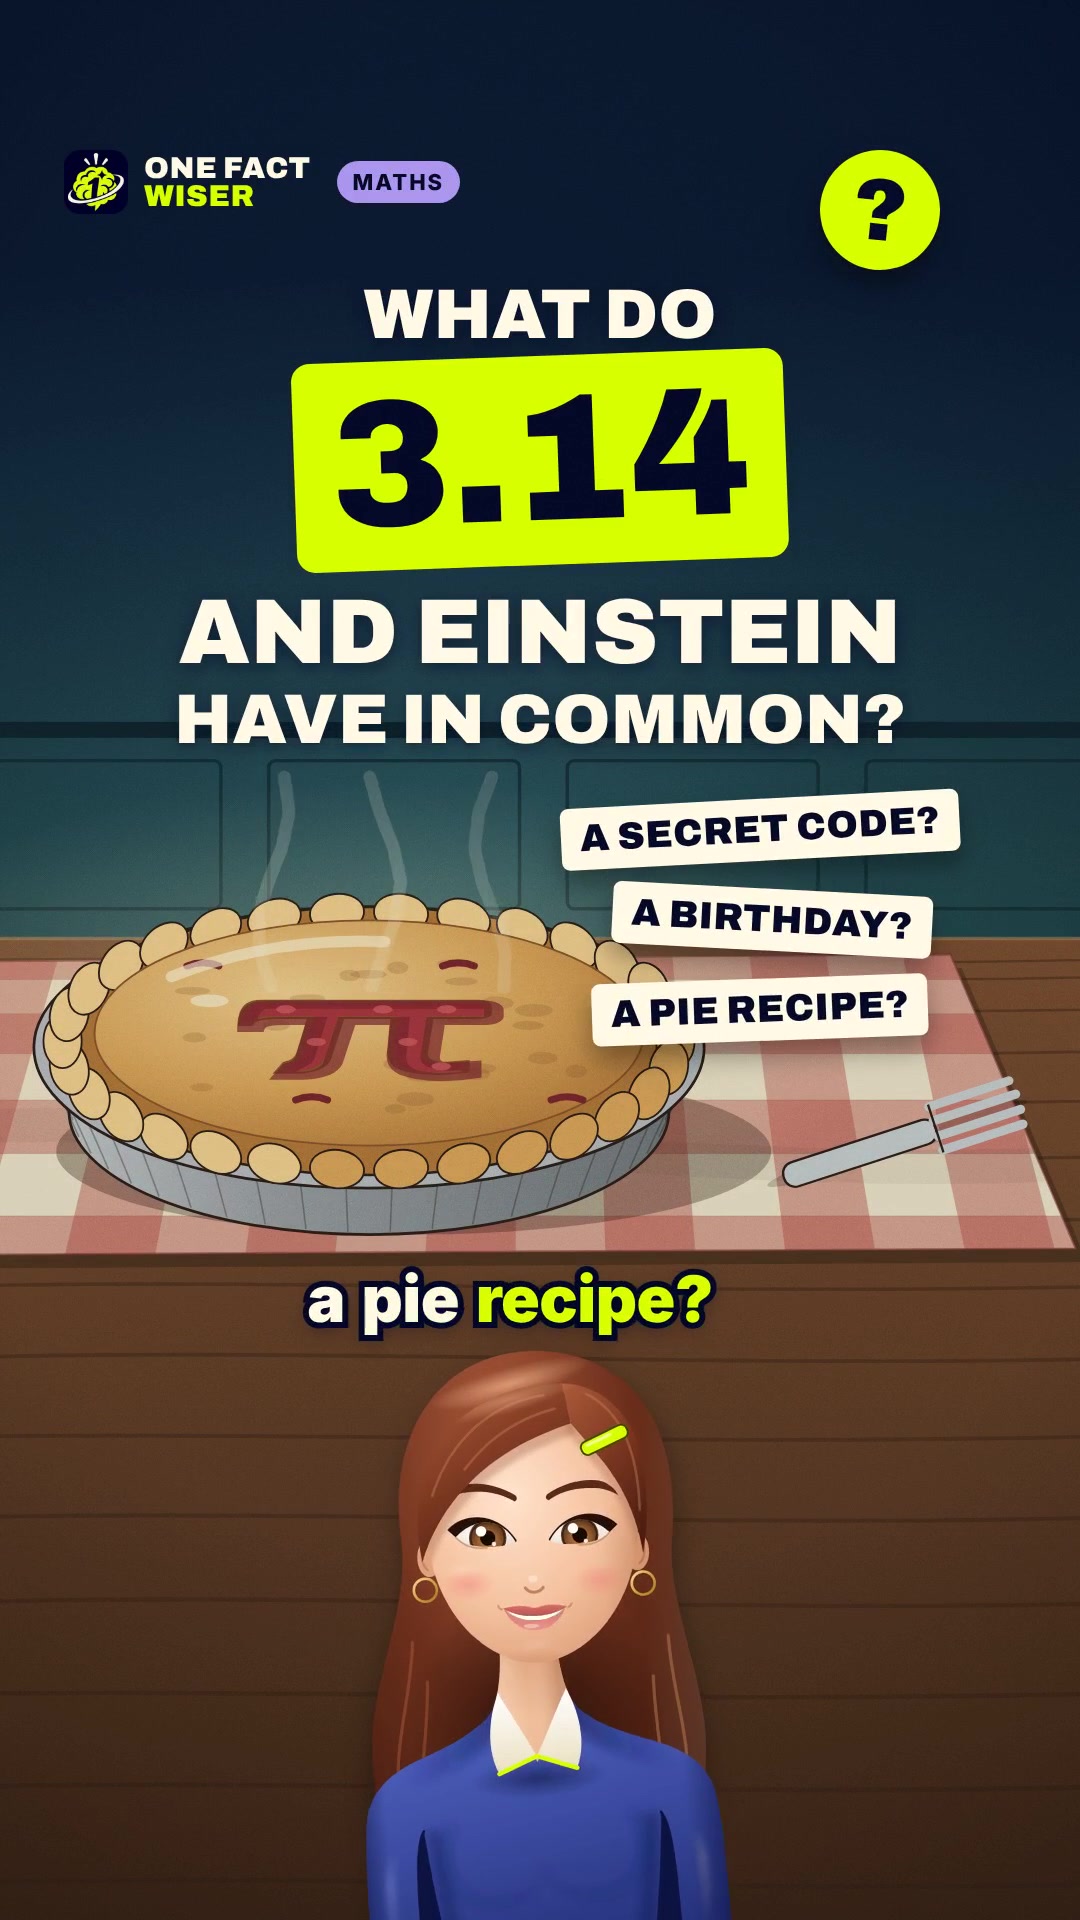 ONE FACT
WISER
MATHS
?
WHAT DO
3.14
AND EINSTEIN
HAVE IN COMMON?
A SECRET CODE?
A BIRTHDAY?
A PIE RECIPE?
π
a pie recipe?